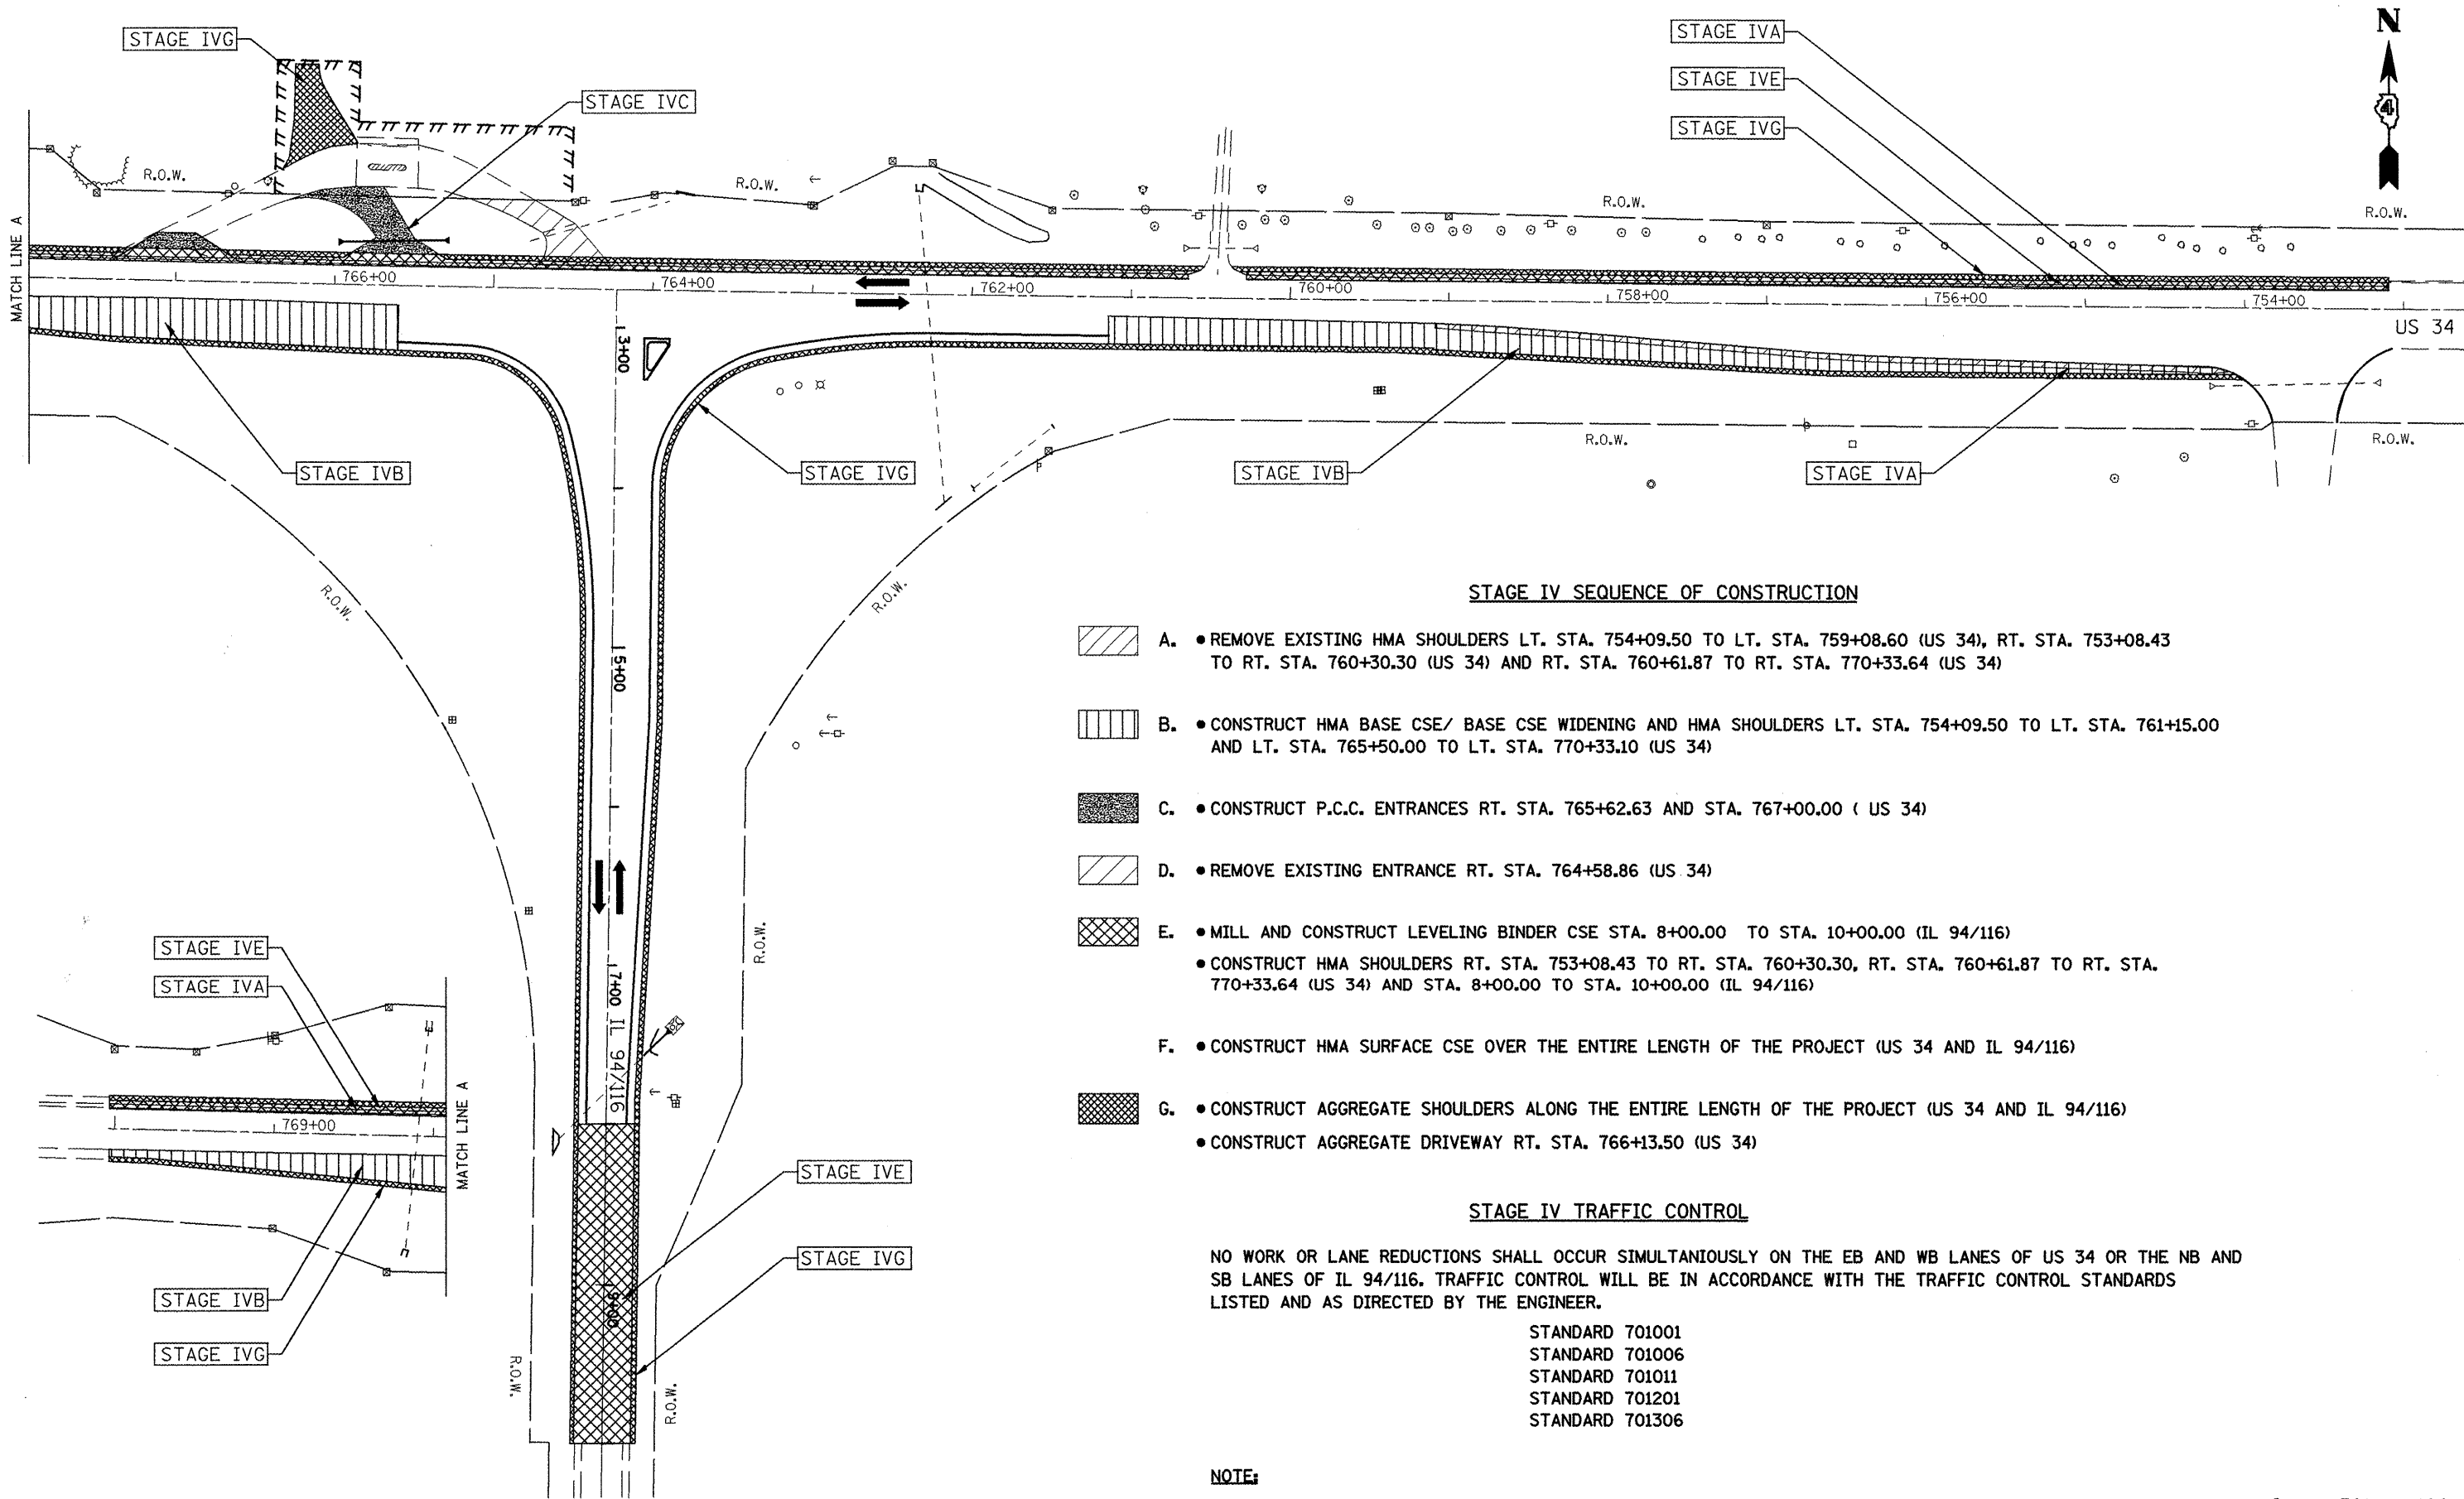 STAGE IVG
STAGE IVC
STAGE IVA
STAGE IVE
STAGE IVG
N
4
R.O.W.
R.O.W.
R.O.W.
R.O.W.
MATCH LINE A
766+00
764+00
762+00
760+00
758+00
756+00
754+00
US 34
3+00
STAGE IVB
STAGE IVG
STAGE IVB
STAGE IVA
R.O.W.
R.O.W.
R.O.W.
R.O.W.
5+00
7+00 IL 94/116
R.O.W.
9+00
R.O.W.
R.O.W.
STAGE IVE
STAGE IVA
769+00
MATCH LINE A
STAGE IVB
STAGE IVG
STAGE IVE
STAGE IVG
STAGE IV SEQUENCE OF CONSTRUCTION
A. • REMOVE EXISTING HMA SHOULDERS LT. STA. 754+09.50 TO LT. STA. 759+08.60 (US 34), RT. STA. 753+08.43
TO RT. STA. 760+30.30 (US 34) AND RT. STA. 760+61.87 TO RT. STA. 770+33.64 (US 34)
B. • CONSTRUCT HMA BASE CSE/ BASE CSE WIDENING AND HMA SHOULDERS LT. STA. 754+09.50 TO LT. STA. 761+15.00
AND LT. STA. 765+50.00 TO LT. STA. 770+33.10 (US 34)
C. • CONSTRUCT P.C.C. ENTRANCES RT. STA. 765+62.63 AND STA. 767+00.00 ( US 34)
D. • REMOVE EXISTING ENTRANCE RT. STA. 764+58.86 (US 34)
E. • MILL AND CONSTRUCT LEVELING BINDER CSE STA. 8+00.00 TO STA. 10+00.00 (IL 94/116)
• CONSTRUCT HMA SHOULDERS RT. STA. 753+08.43 TO RT. STA. 760+30.30, RT. STA. 760+61.87 TO RT. STA.
770+33.64 (US 34) AND STA. 8+00.00 TO STA. 10+00.00 (IL 94/116)
F. • CONSTRUCT HMA SURFACE CSE OVER THE ENTIRE LENGTH OF THE PROJECT (US 34 AND IL 94/116)
G. • CONSTRUCT AGGREGATE SHOULDERS ALONG THE ENTIRE LENGTH OF THE PROJECT (US 34 AND IL 94/116)
• CONSTRUCT AGGREGATE DRIVEWAY RT. STA. 766+13.50 (US 34)
STAGE IV TRAFFIC CONTROL
NO WORK OR LANE REDUCTIONS SHALL OCCUR SIMULTANIOUSLY ON THE EB AND WB LANES OF US 34 OR THE NB AND
SB LANES OF IL 94/116. TRAFFIC CONTROL WILL BE IN ACCORDANCE WITH THE TRAFFIC CONTROL STANDARDS
LISTED AND AS DIRECTED BY THE ENGINEER.
STANDARD 701001
STANDARD 701006
STANDARD 701011
STANDARD 701201
STANDARD 701306
NOTE: